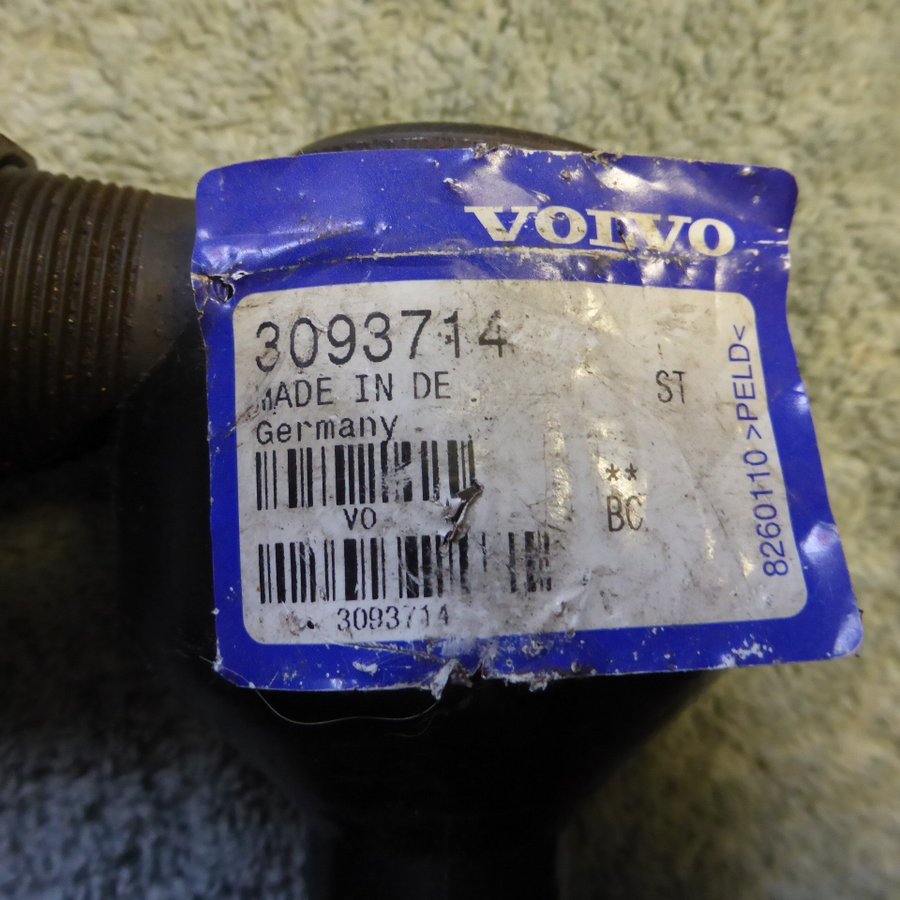 VOLVO
3093714
MADE IN DE
ST
Germany
**
VO
BC
3093714
8260110 >PELD<